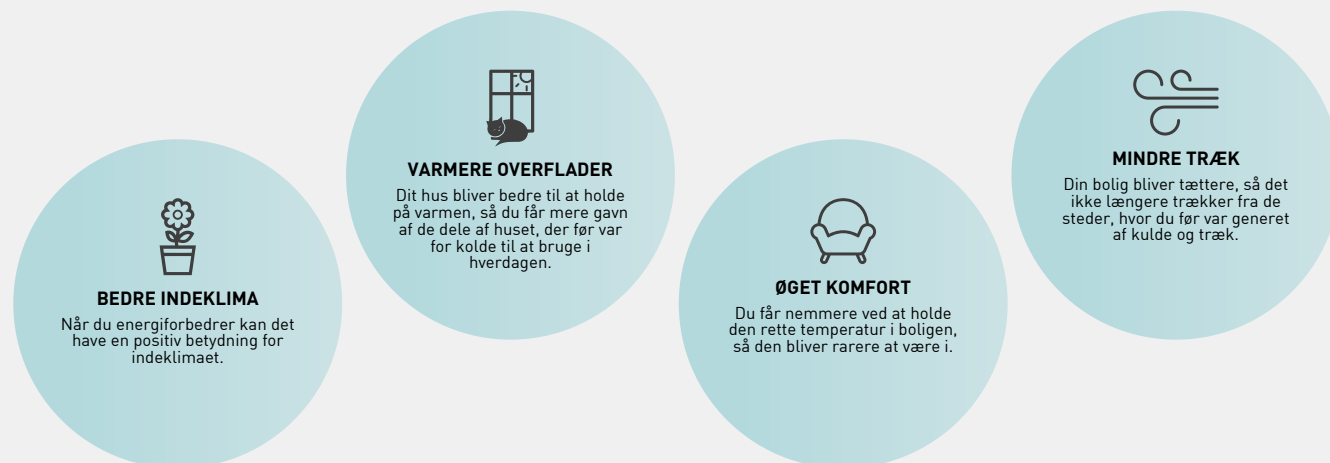 BEDRE INDEKLIMA
Når du energiforbedrer kan det
have en positiv betydning for
indeklimaet.
VARMERE OVERFLADER
Dit hus bliver bedre til at holde
på varmen, så du får mere gavn
af de dele af huset, der før var
for kolde til at bruge i
hverdagen.
ØGET KOMFORT
Du får nemmere ved at holde
den rette temperatur i boligen,
så den bliver rarere at være i.
MINDRE TRÆK
Din bolig bliver tættere, så det
ikke længere trækker fra de
steder, hvor du før var generet
af kulde og træk.